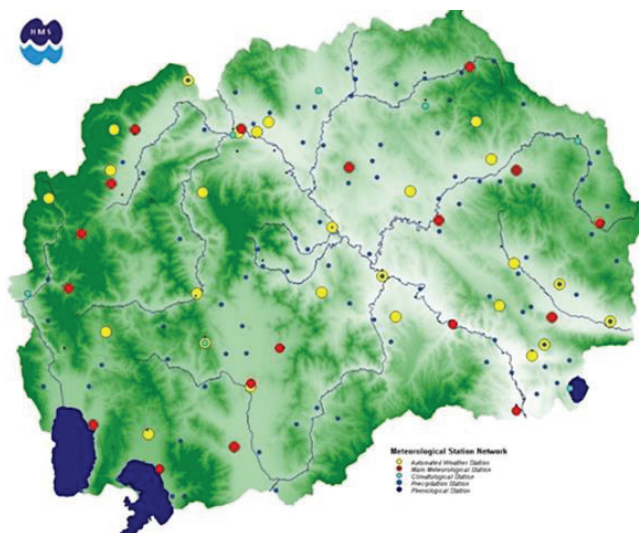 HMS
Meteorological Station Network
Automated Weather Station
Main Meteorological Station
Climatological Station
Precipitation Station
Phenological Station